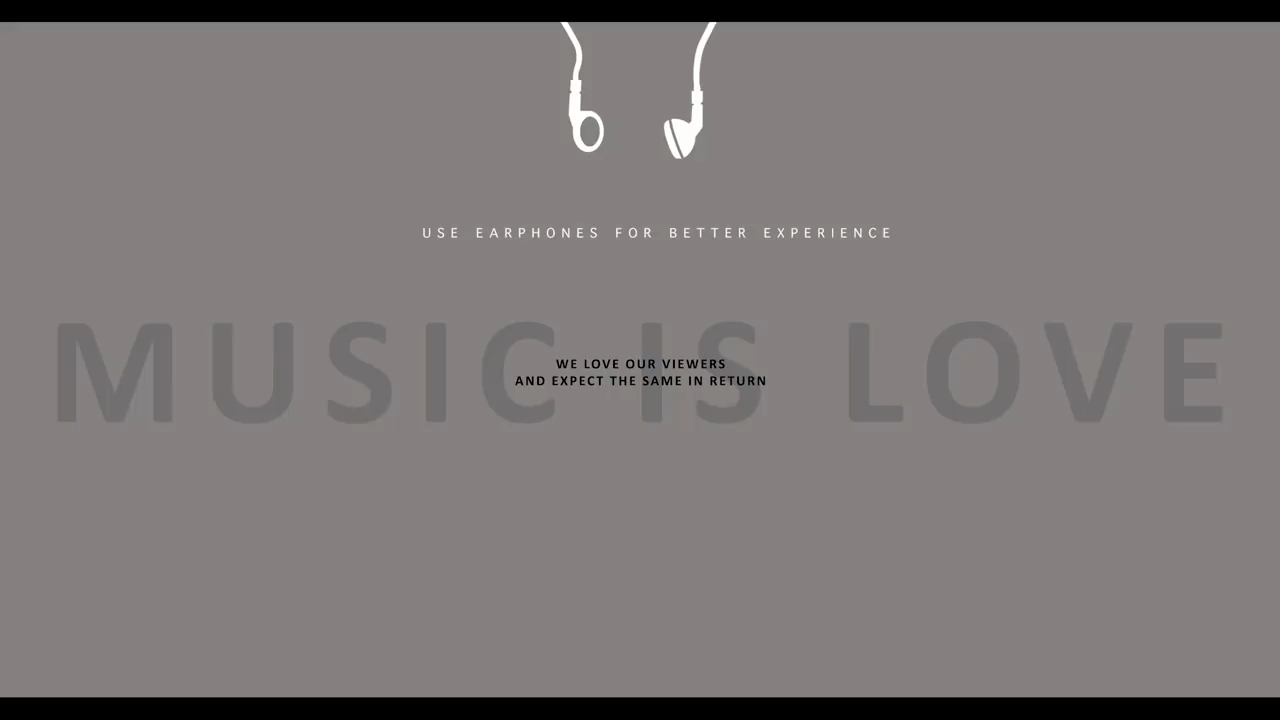 USE EARPHONES FOR BETTER EXPERIENCE
MUSIC IS LOVE
WE LOVE OUR VIEWERS
AND EXPECT THE SAME IN RETURN